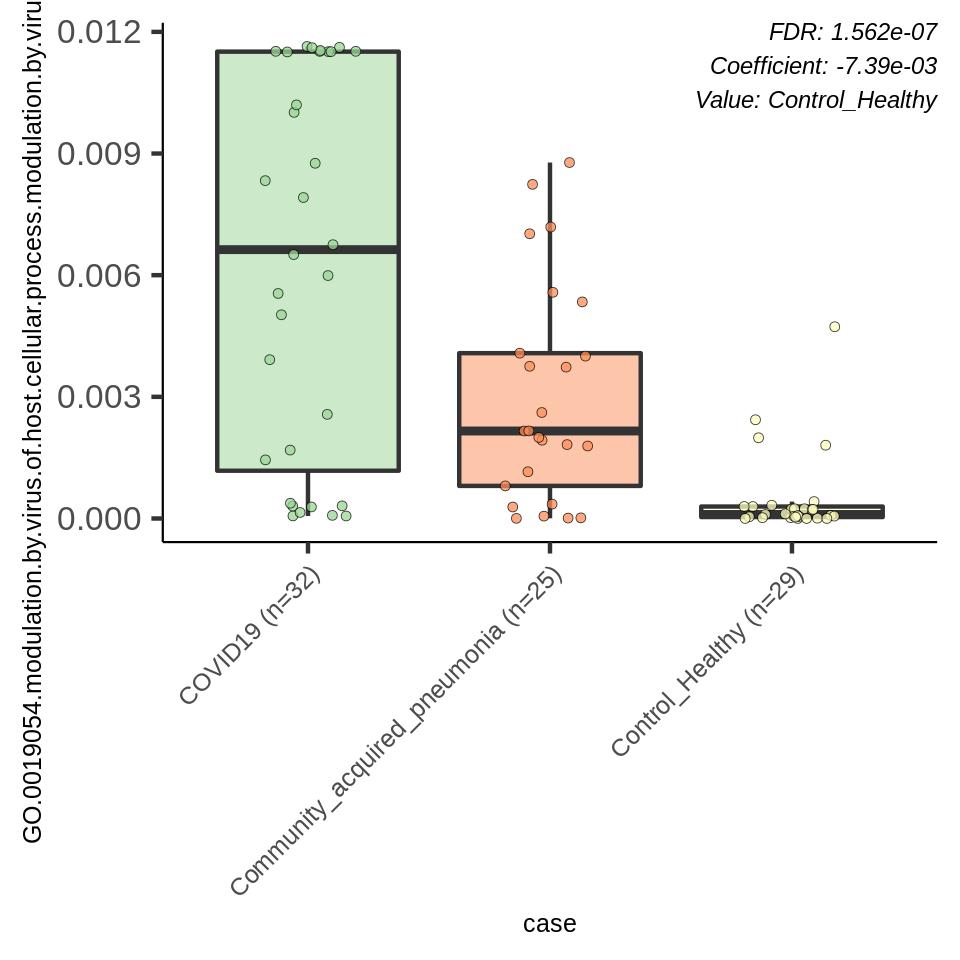 FDR: 1.562e-07
Coefficient: -7.39e-03
Value: Control_Healthy
0.012
0.009
0.006
0.003
0.000
GO.0019054.modulation.by.virus.of.host.cellular.process.modulation.by.viru
COVID19 (n=32)
Community_acquired_pneumonia (n=25)
Control_Healthy (n=29)
case